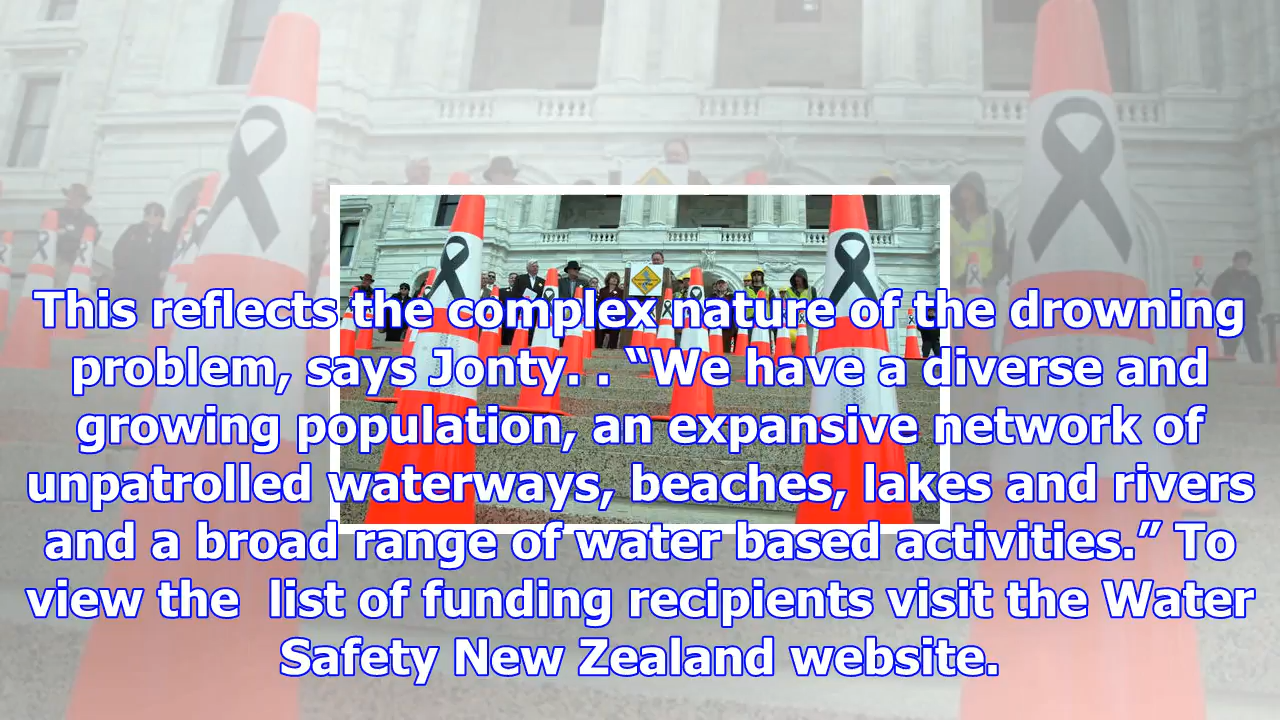 This reflects the complex nature of the drowning
problem, says Jonty. . “We have a diverse and
growing population, an expansive network of
unpatrolled waterways, beaches, lakes and rivers
and a broad range of water based activities.” To
view the  list of funding recipients visit the Water
Safety New Zealand website.